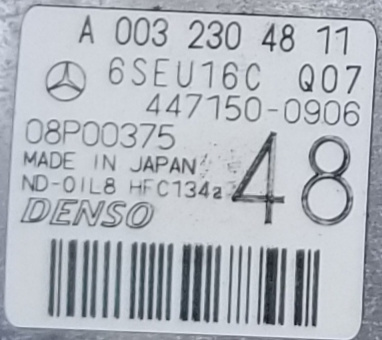 A 003 230 48 11
6SEU16C Q07
447150-0906
08P00375
MADE IN JAPAN
ND-OIL8 HFC134a
48
DENSO